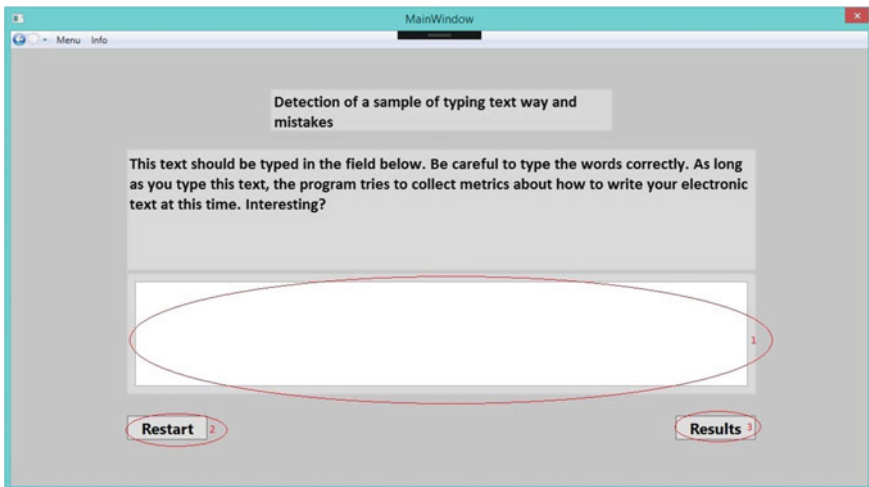 MainWindow
Menu Info
Detection of a sample of typing text way and
mistakes
This text should be typed in the field below. Be careful to type the words correctly. As long
as you type this text, the program tries to collect metrics about how to write your electronic
text at this time. Interesting?
1
Restart 2
Results 3